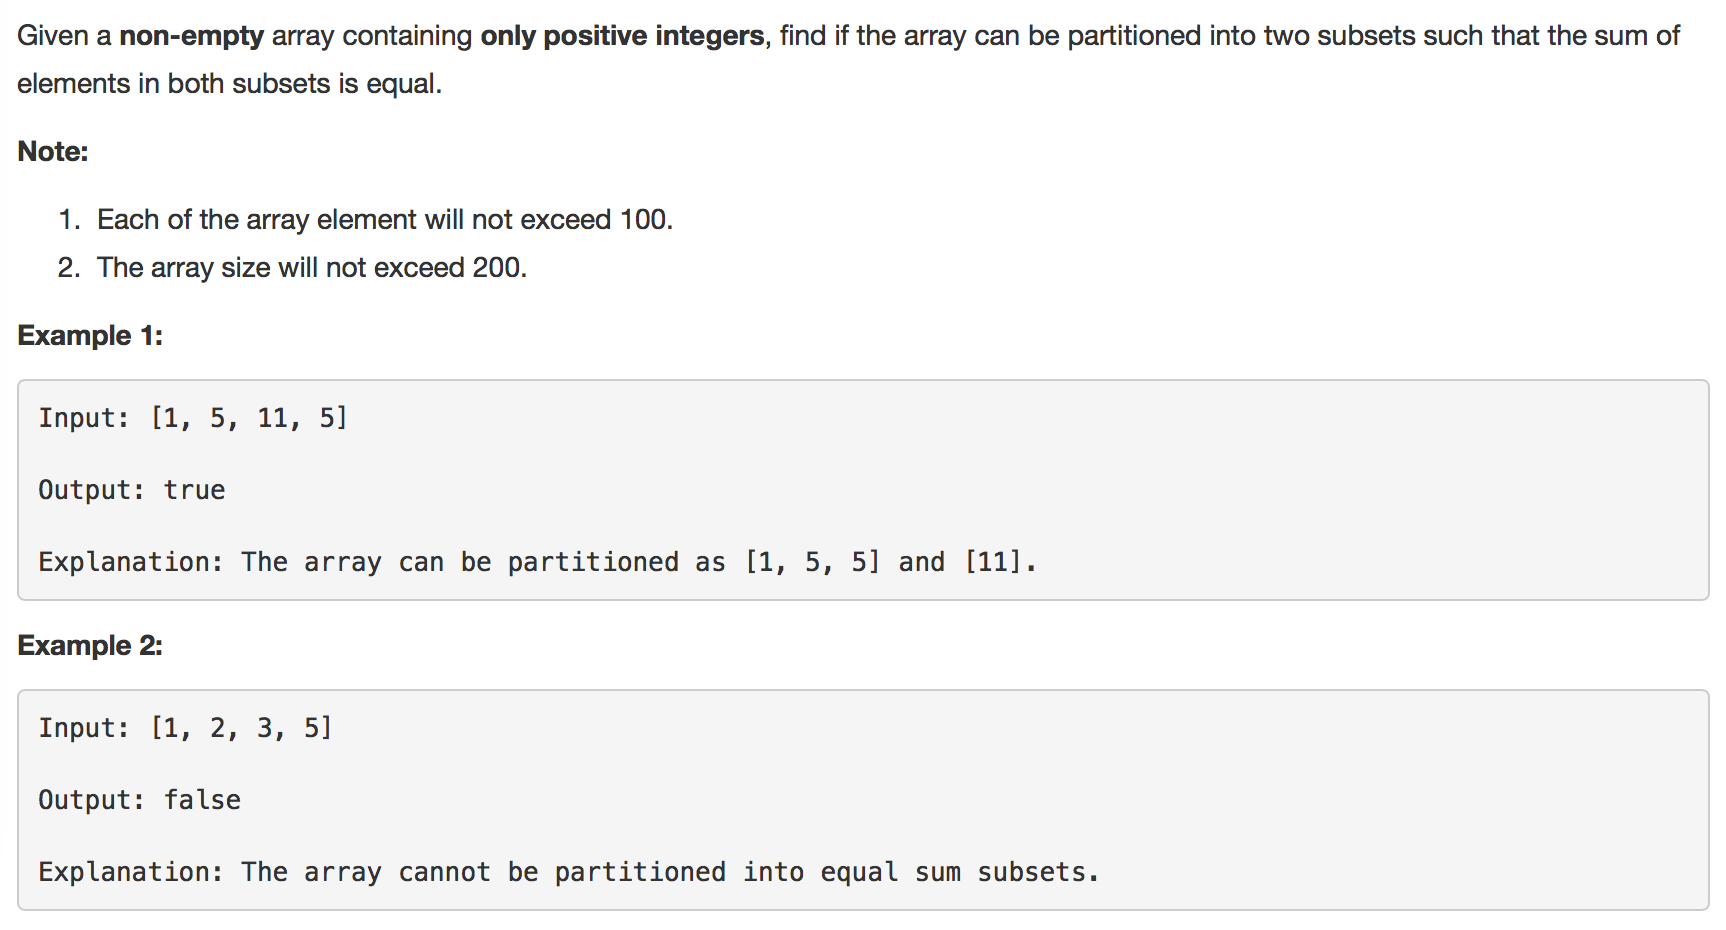 Given a non-empty array containing only positive integers, find if the array can be partitioned into two subsets such that the sum of
elements in both subsets is equal.
Note:
1. Each of the array element will not exceed 100.
2. The array size will not exceed 200.
Example 1:
Input: [1, 5, 11, 5]
Output: true
Explanation: The array can be partitioned as [1, 5, 5] and [11].
Example 2:
Input: [1, 2, 3, 5]
Output: false
Explanation: The array cannot be partitioned into equal sum subsets.